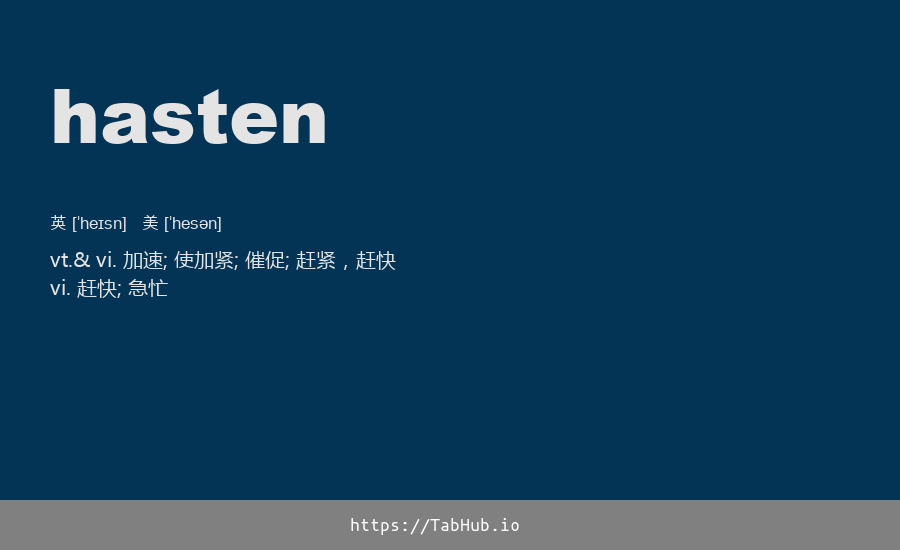 hasten
英 [ˈheɪsn] 美 [ˈhesən]
vt.& vi. 加速; 使加紧; 催促; 赶紧，赶快
vi. 赶快; 急忙
https://TabHub.io